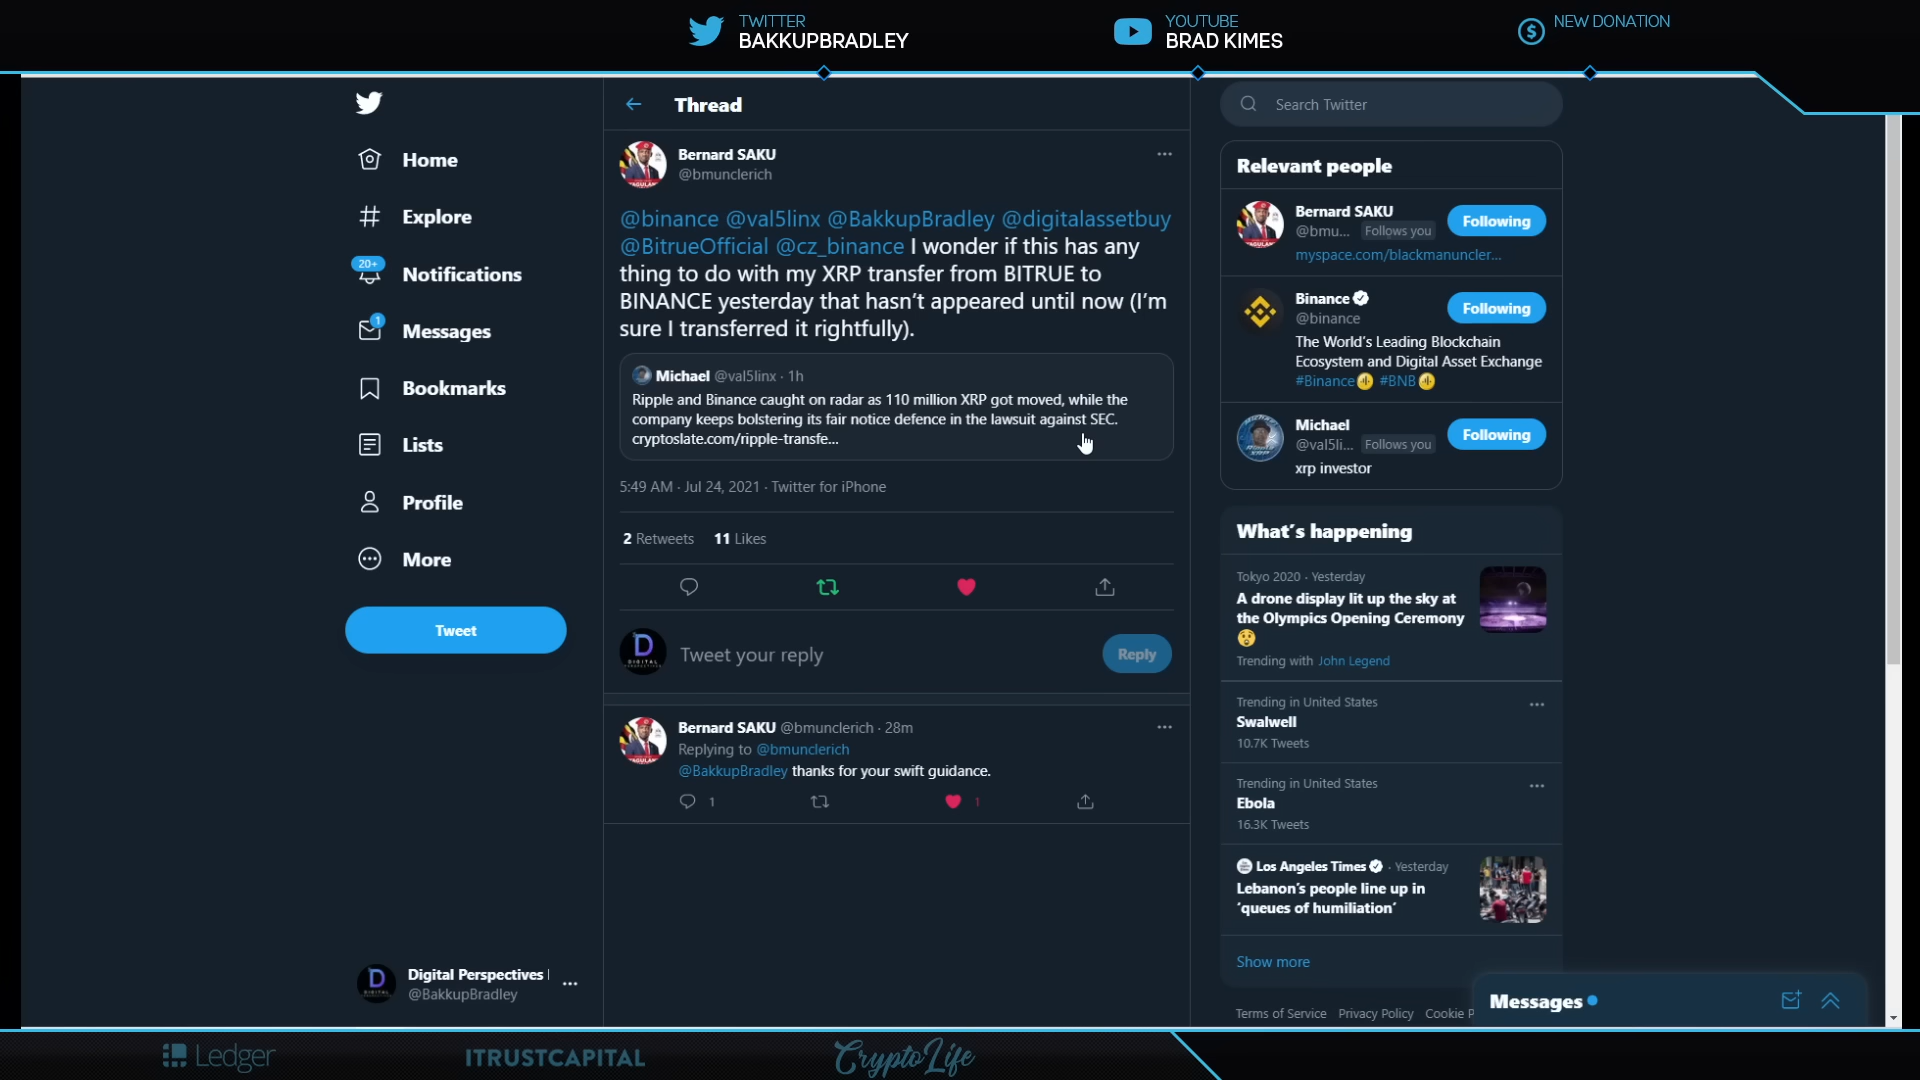 TWITTER
BAKKUPBRADLEY
YOUTUBE
BRAD KIMES
NEW DONATION
Home
Explore
20+
Notifications
1
Messages
Bookmarks
Lists
Profile
More
Tweet
Digital Perspectives
@BakkupBradley
Thread
Bernard SAKU
@bmunclerich
@binance @val5linx @BakkupBradley @digitalassetbuy
@BitrueOfficial @cz_binance I wonder if this has any
thing to do with my XRP transfer from BITRUE to
BINANCE yesterday that hasn't appeared until now (I'm
sure I transferred it rightfully).
Michael @val5linx · 1h
Ripple and Binance caught on radar as 110 million XRP got moved, while the
company keeps bolstering its fair notice defence in the lawsuit against SEC.
cryptoslate.com/ripple-transfe...
5:49 AM · Jul 24, 2021 · Twitter for iPhone
2 Retweets 11 Likes
Tweet your reply
Reply
Bernard SAKU @bmunclerich · 28m
Replying to @bmunclerich
@BakkupBradley thanks for your swift guidance.
1
1
Search Twitter
Relevant people
Bernard SAKU
@bmu... Follows you
Following
myspace.com/blackmanuncler...
Binance
@binance
Following
The World's Leading Blockchain
Ecosystem and Digital Asset Exchange
#Binance #BNB
Michael
@val5li... Follows you
Following
xrp investor
What's happening
Tokyo 2020 · Yesterday
A drone display lit up the sky at
the Olympics Opening Ceremony
Trending with John Legend
Trending in United States
Swalwell
10.7K Tweets
Trending in United States
Ebola
16.3K Tweets
Los Angeles Times · Yesterday
Lebanon's people line up in
'queues of humiliation'
Show more
Terms of Service Privacy Policy Cookie P
Messages
Ledger
ITRUSTCAPITAL
CryptoLife